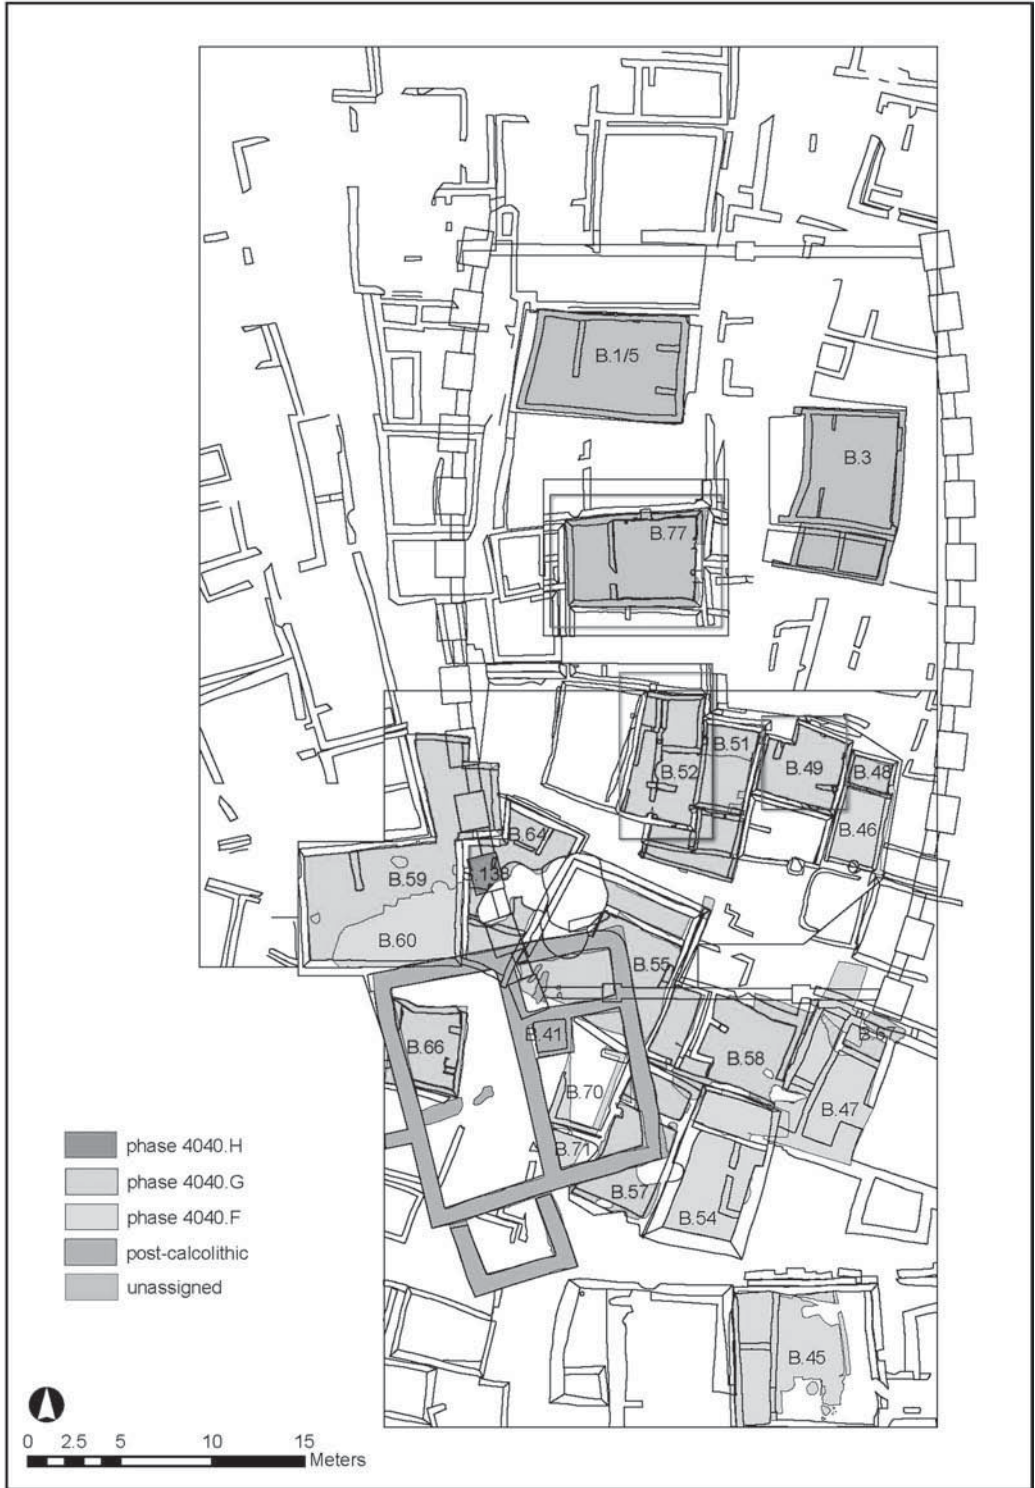 B.1/5
B.3
B.77
B.51
B.52
B.49
B.48
B.46
B.64
S.138
B.59
B.60
B.55
B.41
B.66
B.58
B.67
B.70
B.47
B.71
B.57
B.54
B.45
phase 4040.H
phase 4040.G
phase 4040.F
post-calcolithic
unassigned
0 2.5 5 10 15
Meters